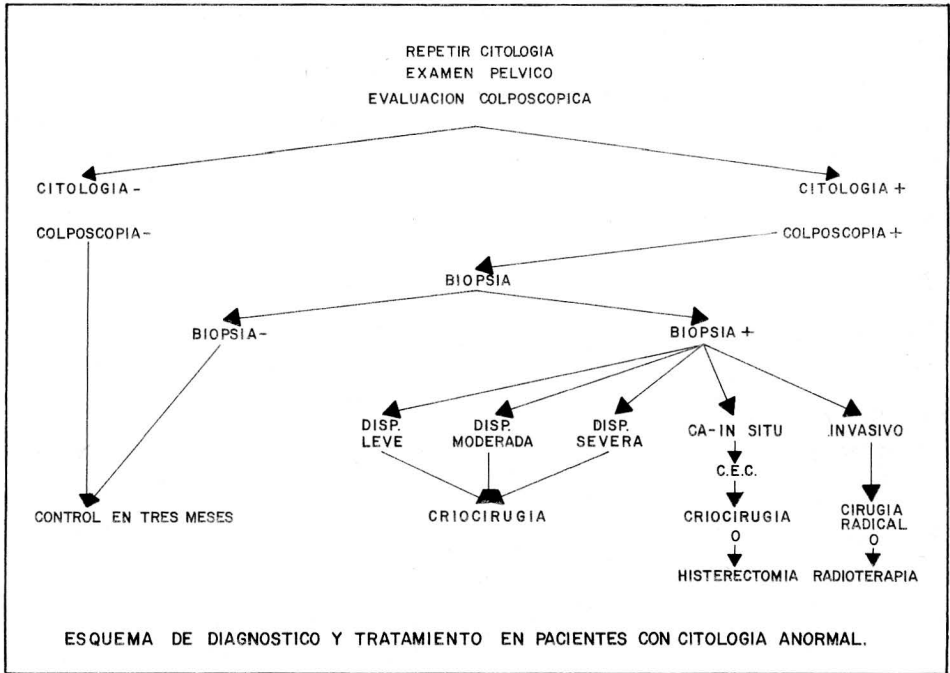 REPETIR CITOLOGIA
EXAMEN PELVICO
EVALUACION COLPOSCOPICA
CITOLOGIA -
CITOLOGIA +
COLPOSCOPIA -
COLPOSCOPIA +
BIOPSIA
BIOPSIA -
BIOPSIA +
DISP. LEVE
DISP. MODERADA
DISP. SEVERA
CA-IN SITU
INVASIVO
C.E.C.
CONTROL EN TRES MESES
CRIOCIRUGIA
CRIOCIRUGIA
O
HISTERECTOMIA
CIRUGIA
RADICAL
O
RADIOTERAPIA
ESQUEMA DE DIAGNOSTICO Y TRATAMIENTO EN PACIENTES CON CITOLOGIA ANORMAL.